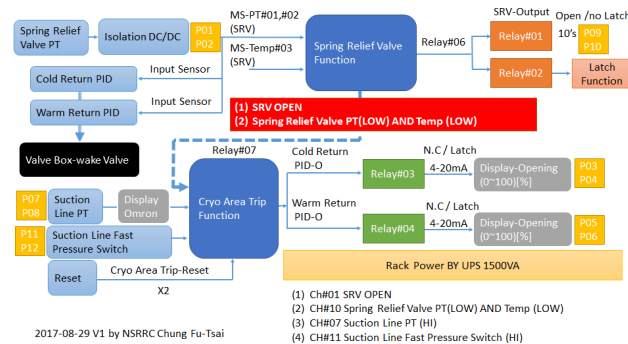 Spring Relief
Valve PT
Isolation DC/DC
P01
P02
MS-PT#01,#02
(SRV)
MS-Temp#03
(SRV)
Spring Relief Valve
Function
Relay#06
SRV-Output
Relay#01
Relay#02
Open /no Latch
10's
P09
P10
Latch
Function
Cold Return PID
Input Sensor
Warm Return PID
Input Sensor
Valve Box-wake Valve
(1) SRV OPEN
(2) Spring Relief Valve PT(LOW) AND Temp (LOW)
Relay#07
P07
P08
Suction
Line PT
Display
Omron
P11
P12
Suction Line Fast
Pressure Switch
Reset
Cryo Area Trip-Reset
X2
Cryo Area Trip
Function
Cold Return
PID-O
Warm Return
PID-O
Relay#03
Relay#04
N.C/ Latch
4-20mA
Display-Opening
(0~100)[%]
P03
P04
N.C/ Latch
4-20mA
Display-Opening
(0~100)[%]
P05
P06
Rack Power BY UPS 1500VA
(1) Ch#01 SRV OPEN
(2) CH#10 Spring Relief Valve PT(LOW) AND Temp (LOW)
(3) CH#07 Suction Line PT (HI)
(4) CH#11 Suction Line Fast Pressure Switch (HI)
2017-08-29 V1 by NSRRC Chung Fu-Tsai